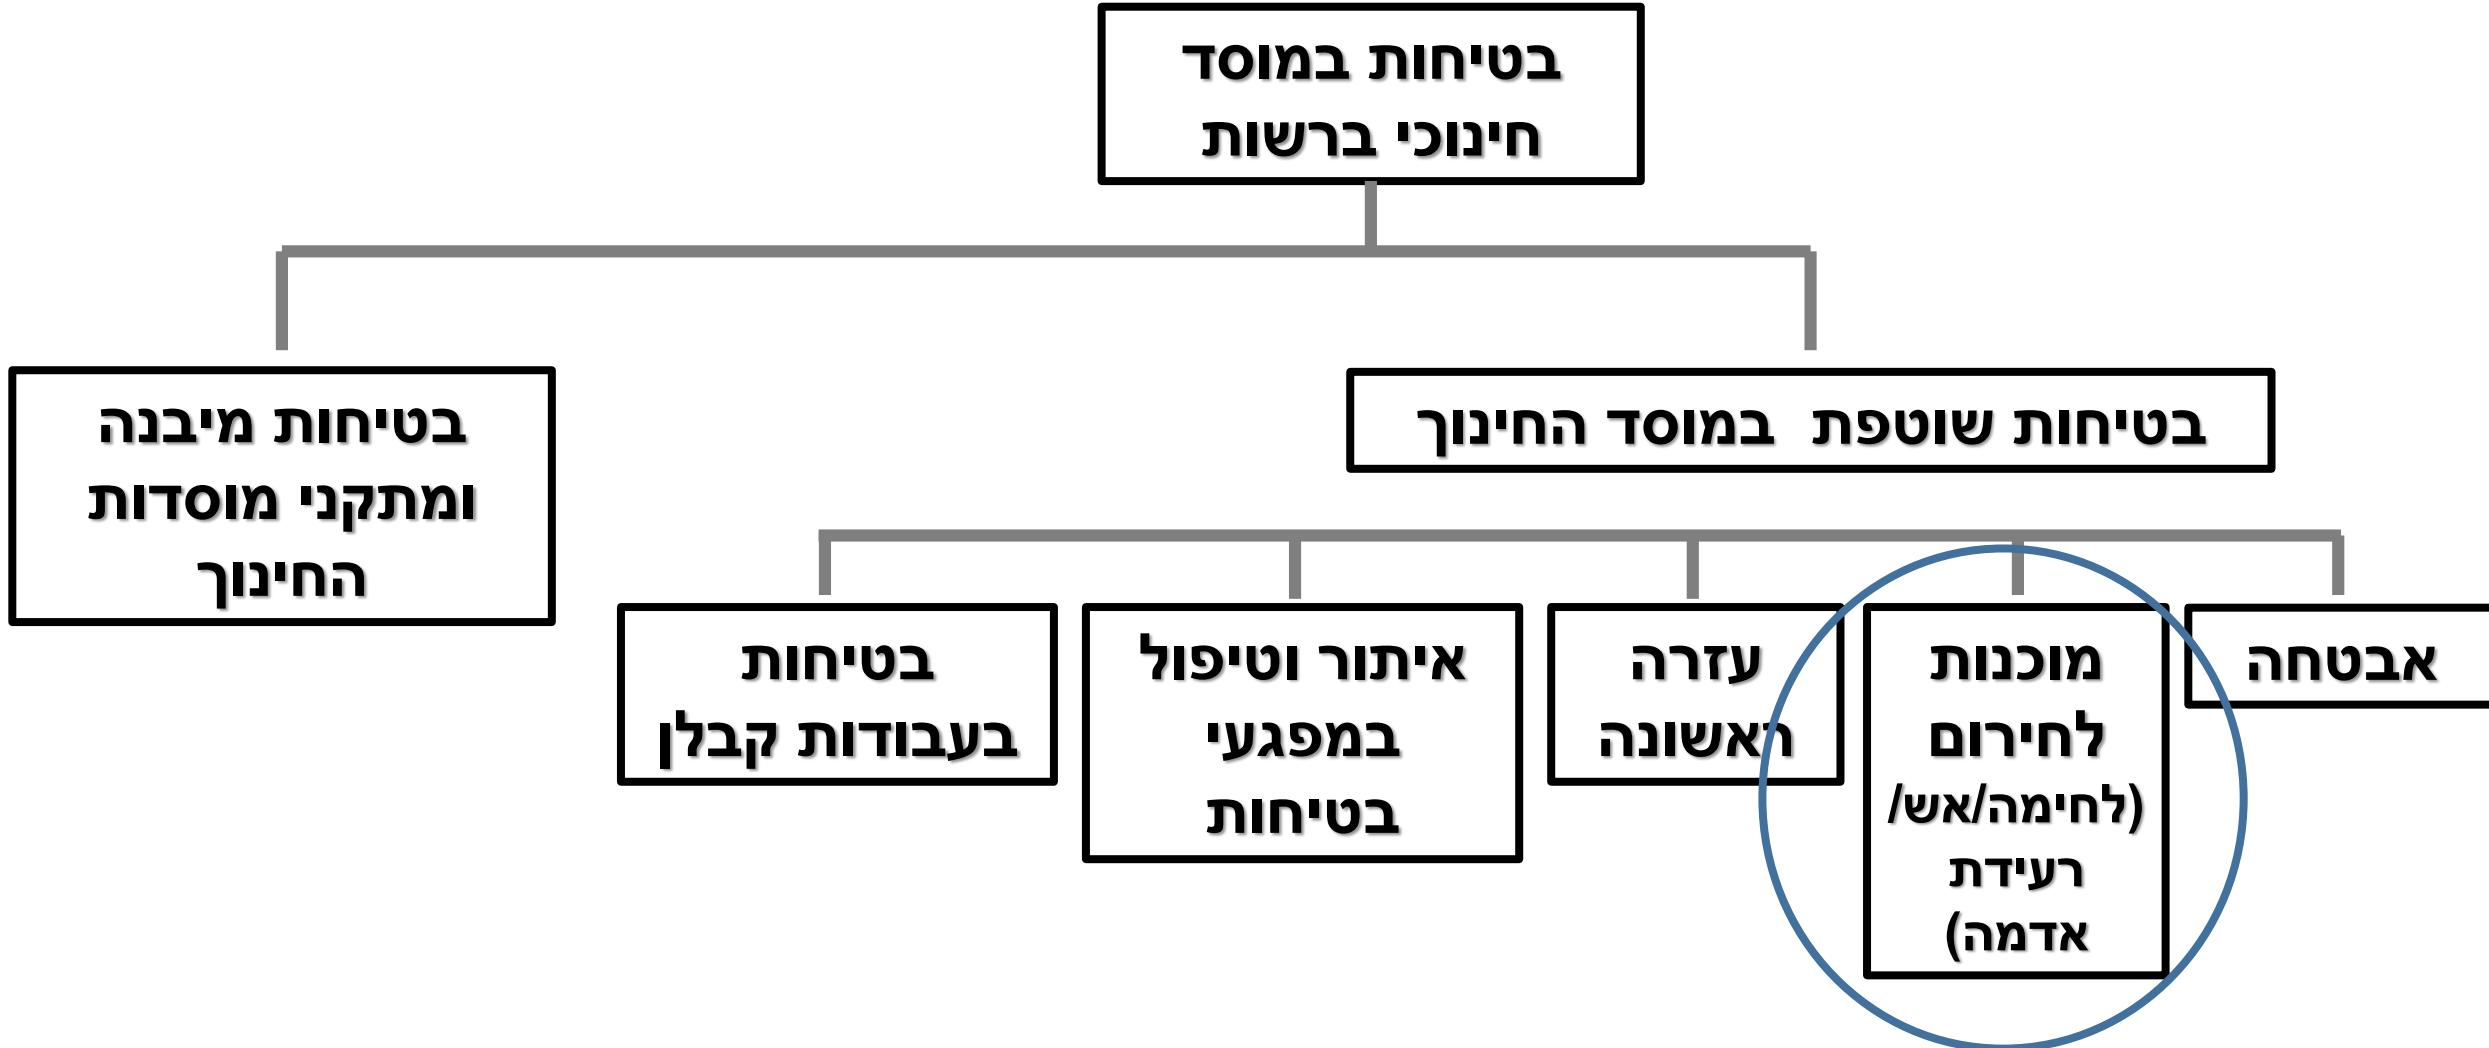 בטיחות במוסד
חינוכי ברשות
בטיחות שוטפת במוסד החינוך
בטיחות מיבנה
ומתקני מוסדות
החינוך
אבטחה
מוכנות
לחירום
(לחימה/אש/
רעידת
אדמה)
עזרה
ראשונה
איתור וטיפול
במפגעי
בטיחות
בטיחות
בעבודות קבלן